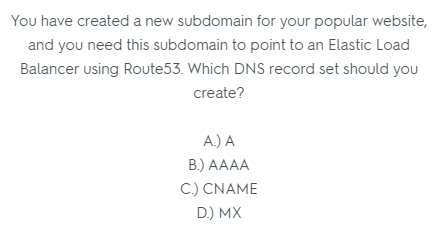 You have created a new subdomain for your popular website,
and you need this subdomain to point to an Elastic Load
Balancer using Route53. Which DNS record set should you
create?
A.) A
B.) AAAA
C.) CNAME
D.) MX